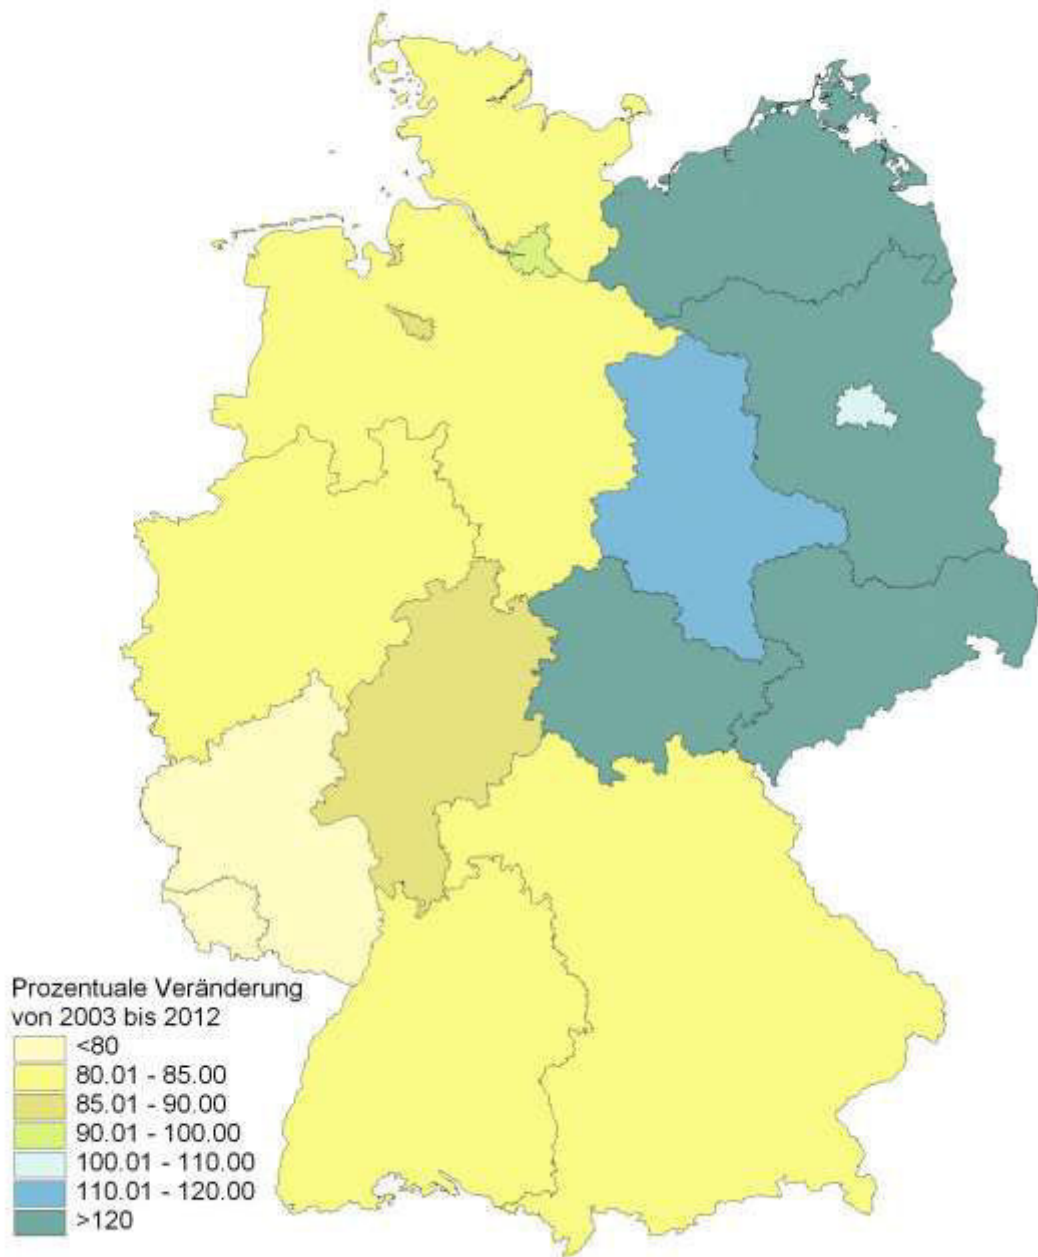 Prozentuale Veränderung
von 2003 bis 2012
<80
80.01 - 85.00
85.01 - 90.00
90.01 - 100.00
100.01 - 110.00
110.01 - 120.00
>120